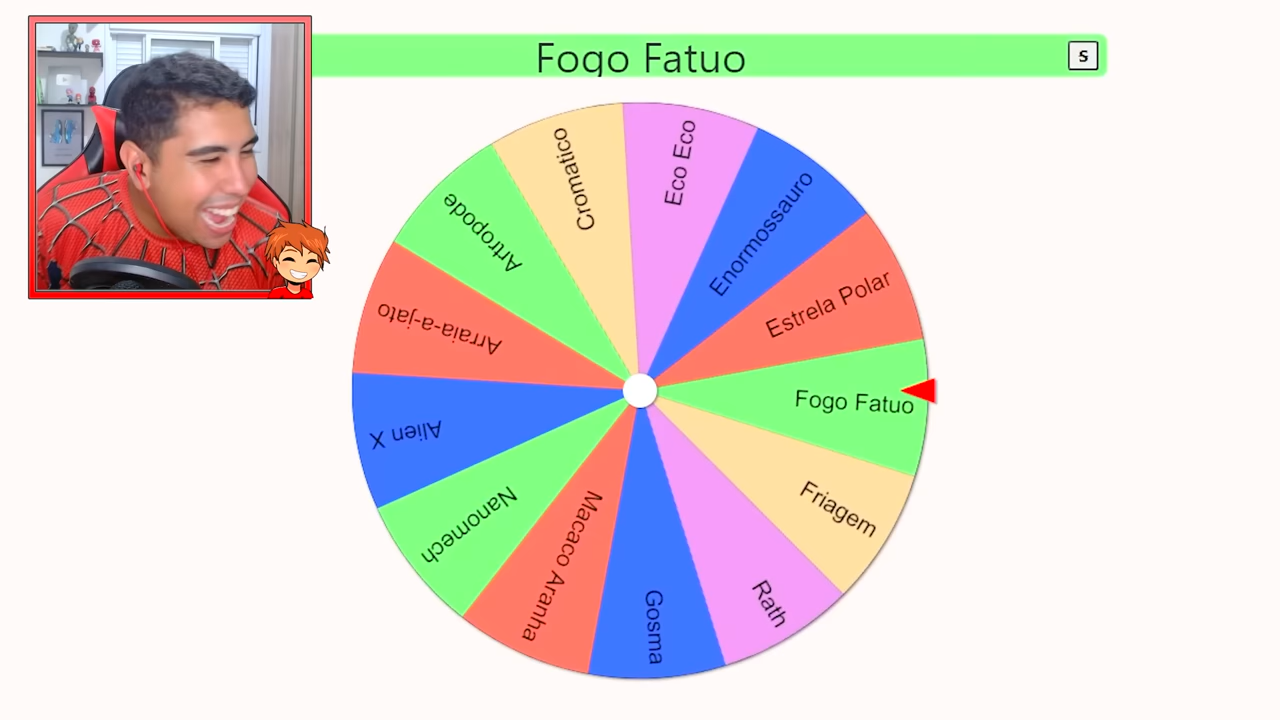 Fogo Fatuo
S
Cromatico
Eco Eco
Enormossauro
Artropode
Estrela Polar
Arraia-a-jato
Fogo Fatuo
Alien X
Friagem
Nanomech
Macaco Aranha
Gosma
Rath